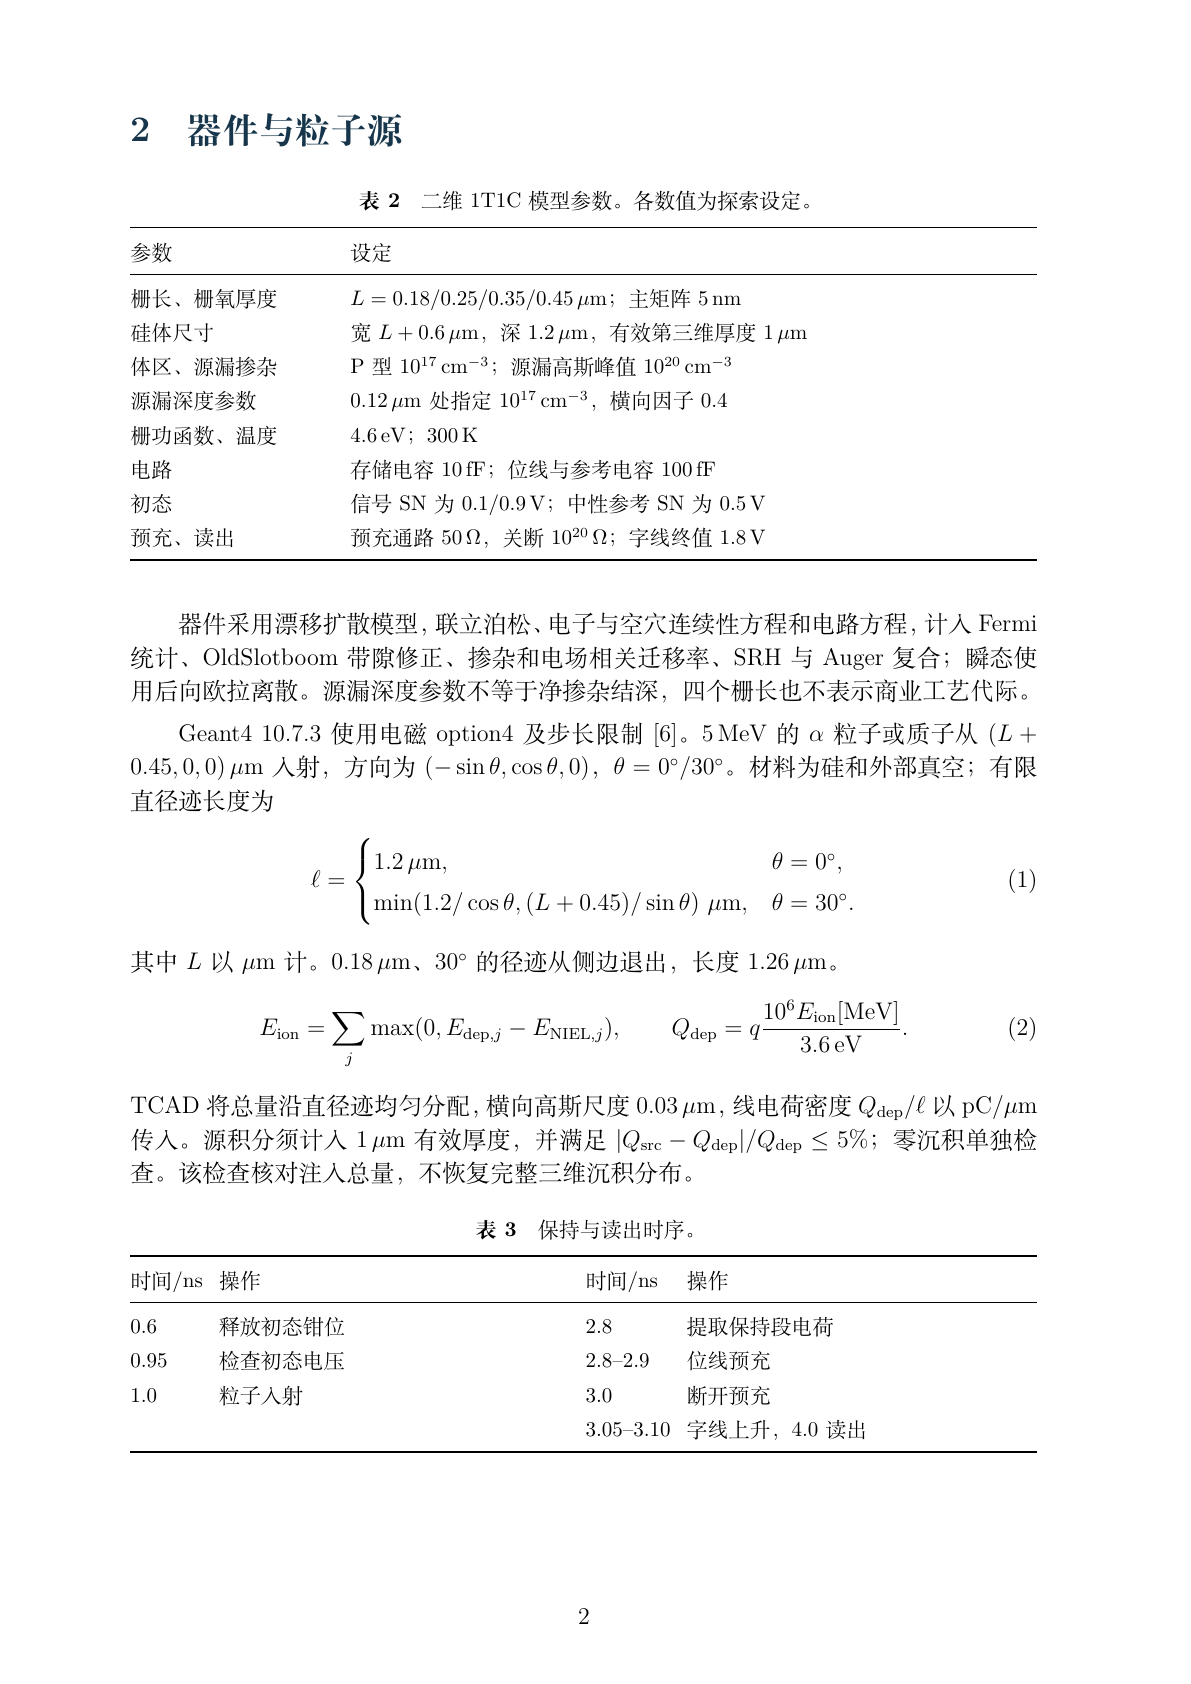 2 器件与粒子源
表 2 二维 1T1C 模型参数。各数值为探索设定。
参数 设定
栅长、栅氧厚度 L = 0.18/0.25/0.35/0.45 μm；主矩阵 5 nm
硅体尺寸 宽 L + 0.6 μm，深 1.2 μm，有效第三维厚度 1 μm
体区、源漏掺杂 P 型 10¹⁷ cm⁻³；源漏高斯峰值 10²⁰ cm⁻³
源漏深度参数 0.12 μm 处指定 10¹⁷ cm⁻³，横向因子 0.4
栅功函数、温度 4.6 eV；300 K
电路 存储电容 10 fF；位线与参考电容 100 fF
初态 信号 SN 为 0.1/0.9 V；中性参考 SN 为 0.5 V
预充、读出 预充通路 50 Ω，关断 10²⁰ Ω；字线终值 1.8 V
器件采用漂移扩散模型，联立泊松、电子与空穴连续性方程和电路方程，计入 Fermi
统计、OldSlotboom 带隙修正、掺杂和电场相关迁移率、SRH 与 Auger 复合；瞬态使
用后向欧拉离散。源漏深度参数不等于净掺杂结深，四个栅长也不表示商业工艺代际。
Geant4 10.7.3 使用电磁 option4 及步长限制 [6]。5 MeV 的 α 粒子或质子从 (L +
0.45, 0, 0) μm 入射，方向为 (− sin θ, cos θ, 0)，θ = 0°/30°。材料为硅和外部真空；有限
直径迹长度为
ℓ = { 1.2 μm, θ = 0°,
min(1.2/ cos θ, (L + 0.45)/ sin θ) μm, θ = 30°. (1)
其中 L 以 μm 计。0.18 μm、30° 的径迹从侧边退出，长度 1.26 μm。
E_ion = ∑_j max(0, E_dep,j − E_NIEL,j), Q_dep = q 10⁶E_ion[MeV] / 3.6 eV. (2)
TCAD 将总量沿直径迹均匀分配，横向高斯尺度 0.03 μm，线电荷密度 Q_dep/ℓ 以 pC/μm
传入。源积分须计入 1 μm 有效厚度，并满足 |Q_src − Q_dep|/Q_dep ≤ 5%；零沉积单独检
查。该检查核对注入总量，不恢复完整三维沉积分布。
表 3 保持与读出时序。
时间/ns 操作 时间/ns 操作
0.6 释放初态钳位 2.8 提取保持段电荷
0.95 检查初态电压 2.8–2.9 位线预充
1.0 粒子入射 3.0 断开预充
3.05–3.10 字线上升，4.0 读出
2